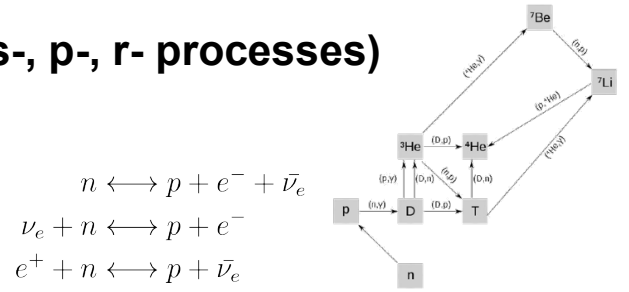 s-, p-, r- processes)
n ⟷ p + e⁻ + ν̄ₑ
νₑ + n ⟷ p + e⁻
e⁺ + n ⟷ p + ν̄ₑ
⁷Be
(n,p)
(⁴He,γ)
⁷Li
(p,⁴He)
³He
(D,p)
⁴He
(⁴He,γ)
(p,γ)
(D,n)
(n,p)
(D,n)
p
(n,γ)
D
(D,p)
T
n